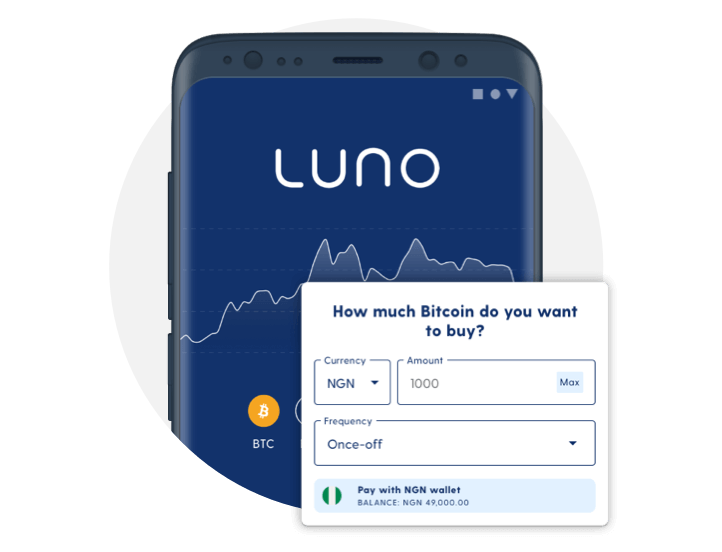 LUNO
How much Bitcoin do you want
to buy?
Currency
Amount
NGN
1000
Max
Frequency
Once-off
BTC
Pay with NGN wallet
BALANCE: NGN 49,000.00